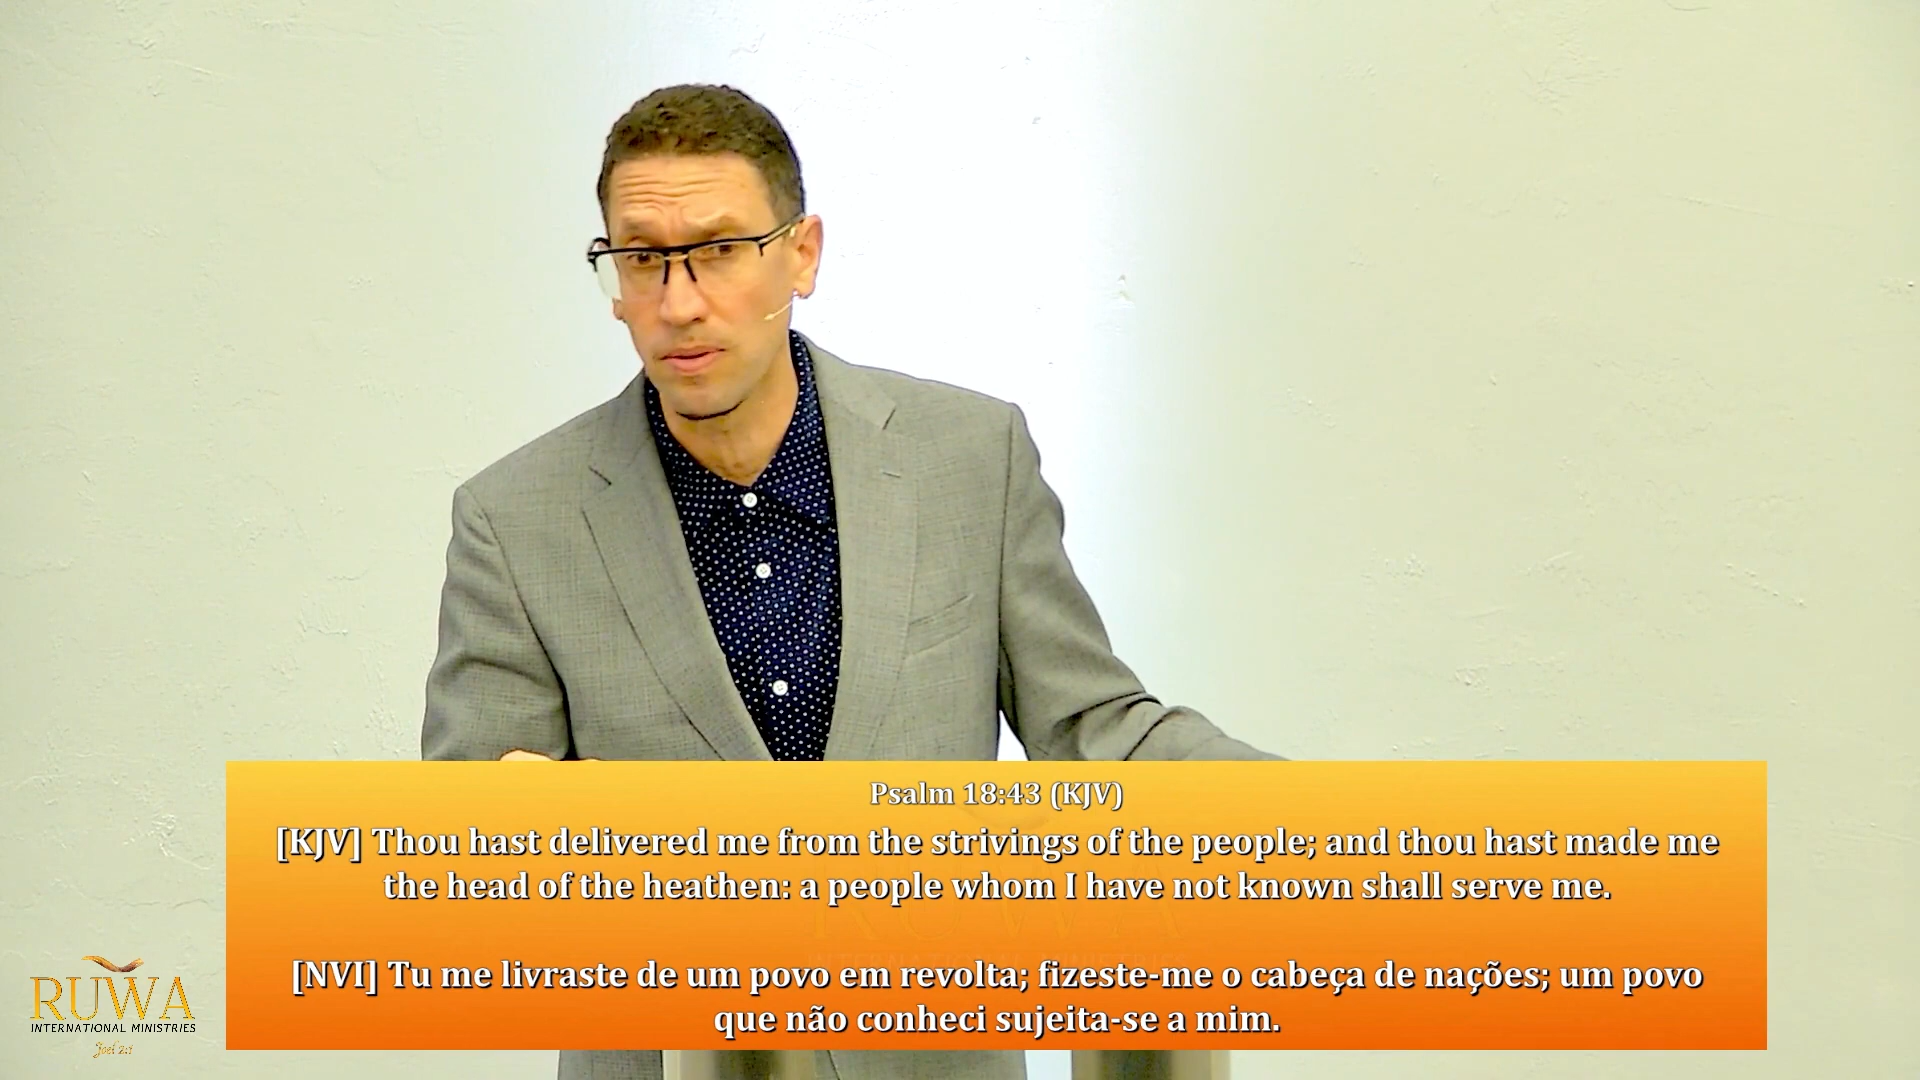 Psalm 18:43 (KJV)
[KJV] Thou hast delivered me from the strivings of the people; and thou hast made me
the head of the heathen: a people whom I have not known shall serve me.
[NVI] Tu me livraste de um povo em revolta; fizeste-me o cabeça de nações; um povo
que não conheci sujeita-se a mim.
RUWA
INTERNATIONAL MINISTRIES
Joel 2:1